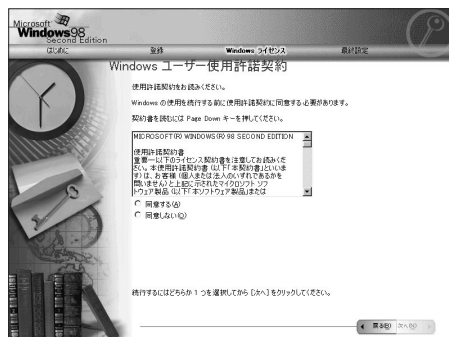 Microsoft
Windows98
Second Edition
はじめに 登録 Windows ライセンス 最終設定
Windows ユーザー使用許諾契約
使用許諾契約をお読みください。
Windows の使用を続行する前に使用許諾契約に同意する必要があります。
契約書を読むには Page Down キーを押してください。
MICROSOFT(R) WINDOWS(R) 98 SECOND EDITION
使用許諾契約書
重要－以下のライセンス契約書を注意してお読みくだ
さい。本使用許諾契約書 (以下「本契約書」といいま
す) は、お客様 (個人または法人のいずれであるかを
問いません) と上記に示されたマイクロソフト ソフ
トウェア製品 (以下「本ソフトウェア製品」または
同意する(A)
同意しない(D)
続行するにはどちらか 1 つを選択してから [次へ] をクリックしてください。
戻る(B) 次へ(N)